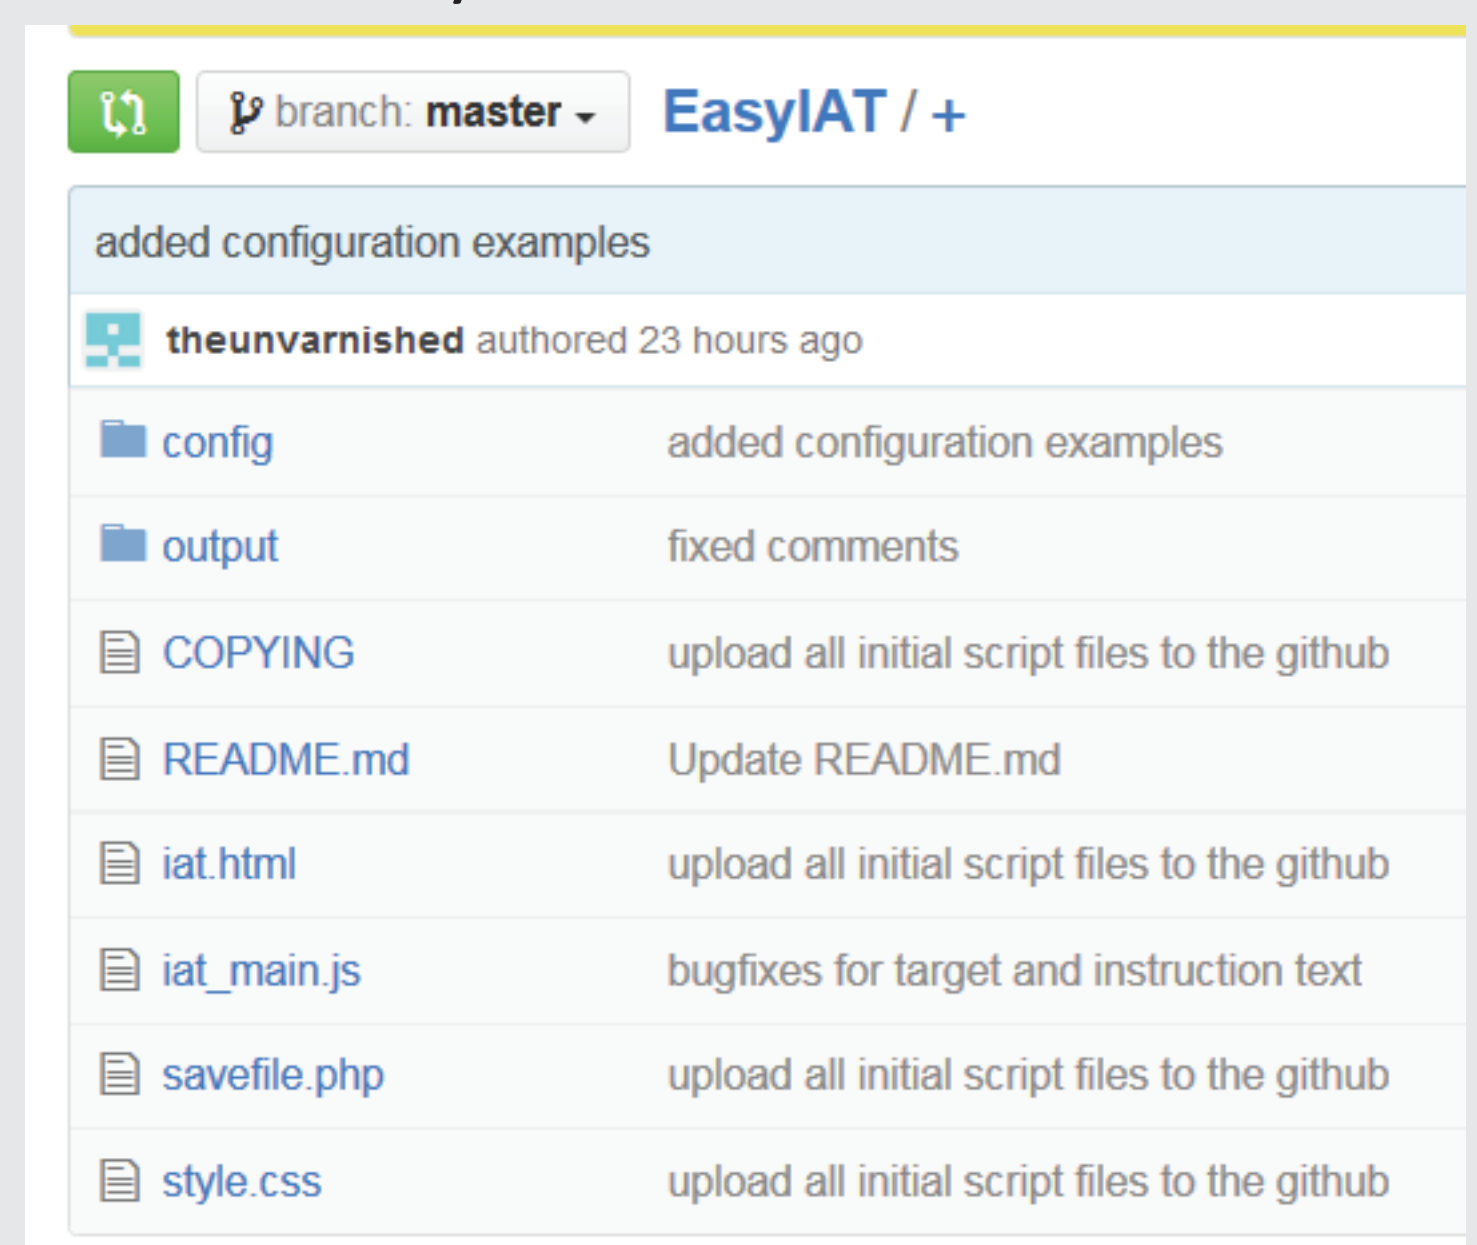 branch: master
EasyIAT / +
added configuration examples
theunvarnished authored 23 hours ago
config added configuration examples
output fixed comments
COPYING upload all initial script files to the github
README.md Update README.md
iat.html upload all initial script files to the github
iat_main.js bugfixes for target and instruction text
savefile.php upload all initial script files to the github
style.css upload all initial script files to the github